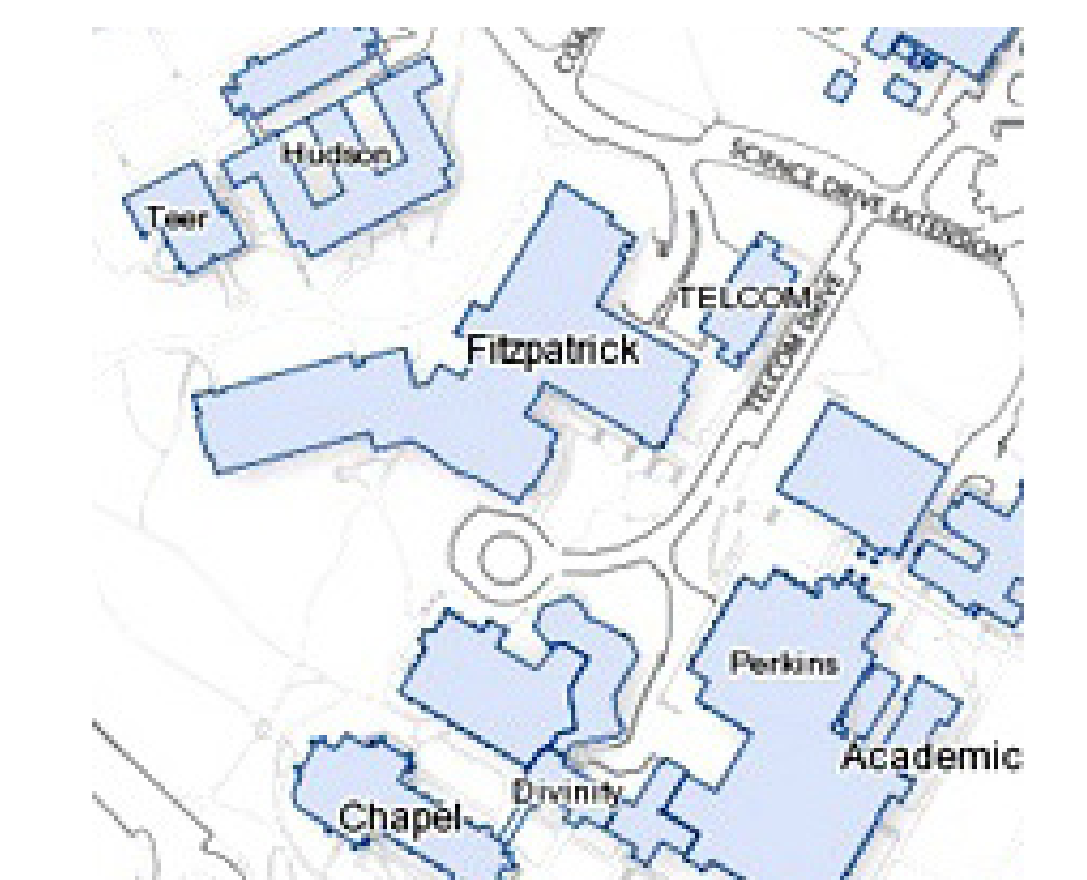 SCIENCE DRIVE EXTENSION
Hudson
Teer
TELCOM
TELCOM DRIVE
Fitzpatrick
Perkins
Academic
Divinity
Chapel